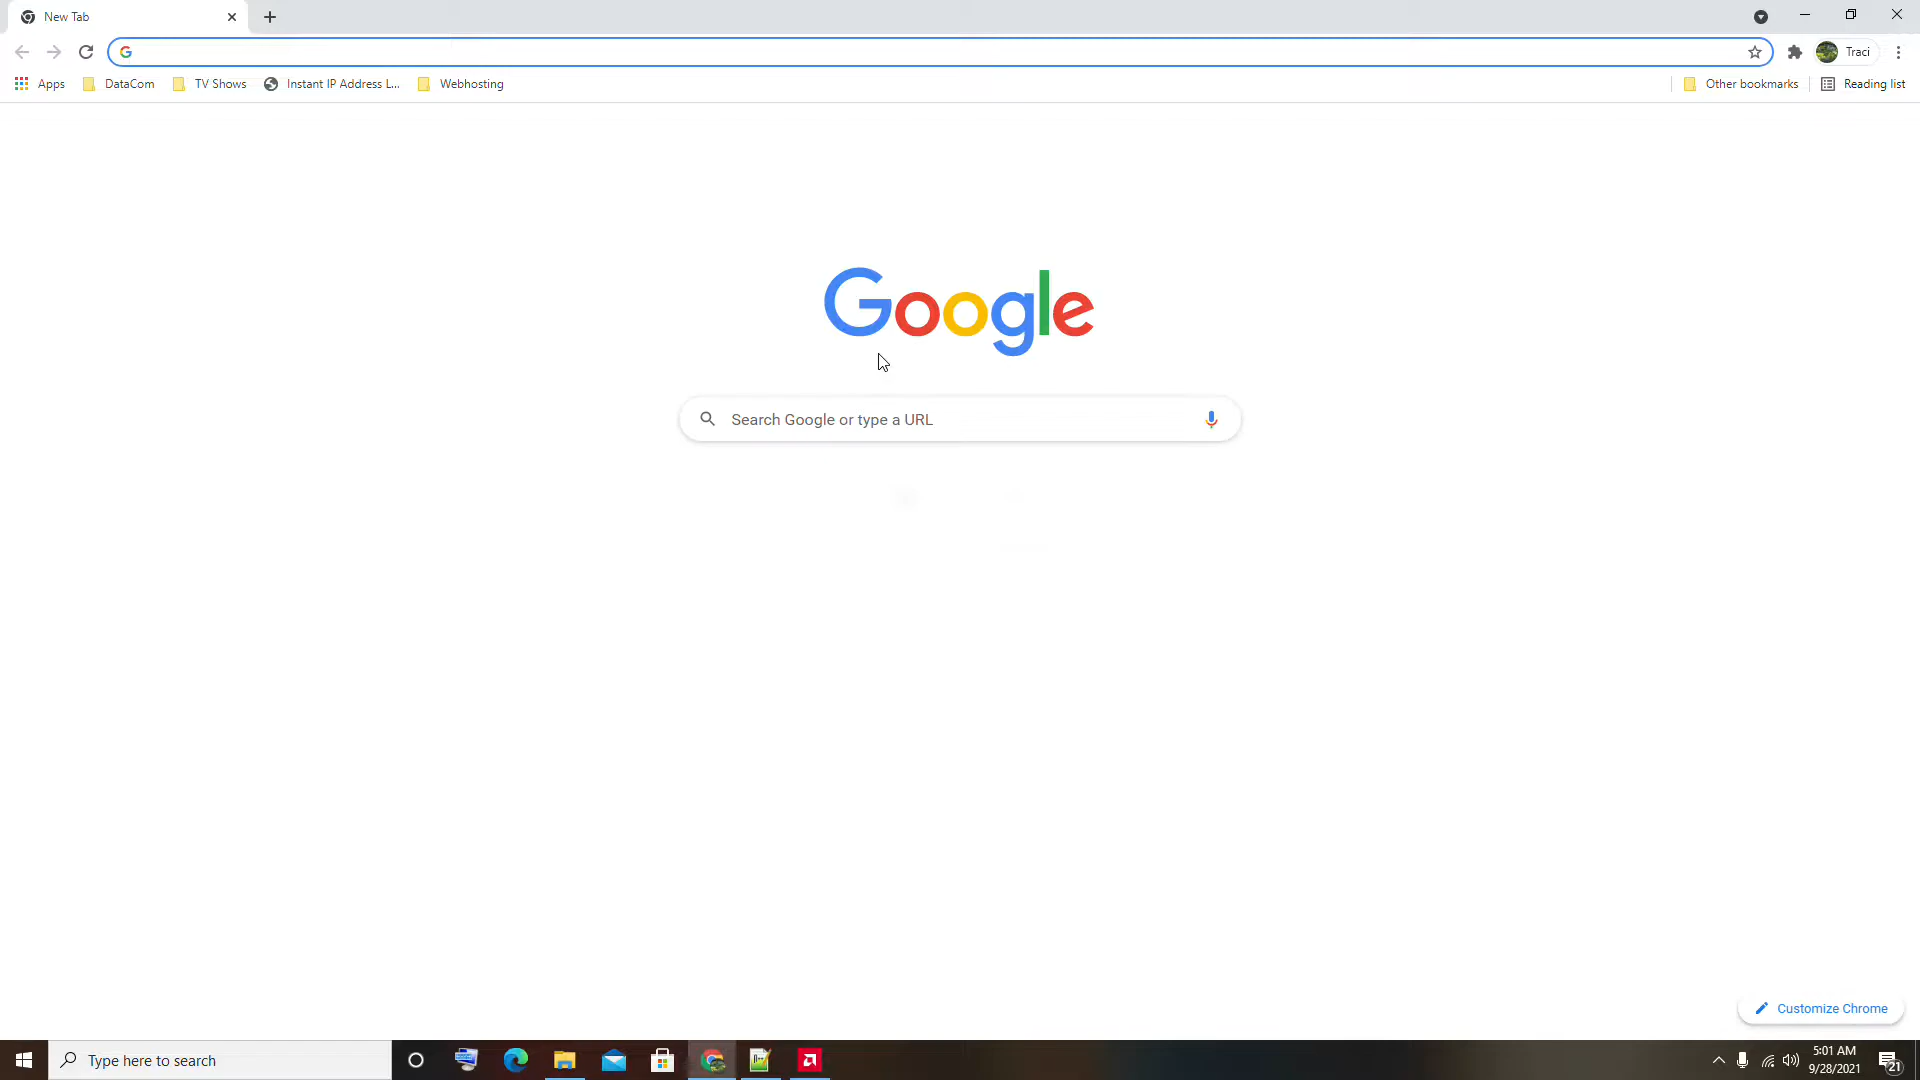 New Tab
Traci
Apps DataCom TV Shows Instant IP Address L... Webhosting Other bookmarks Reading list
Google
Search Google or type a URL
Customize Chrome
Type here to search
5:01 AM
9/28/2021
21